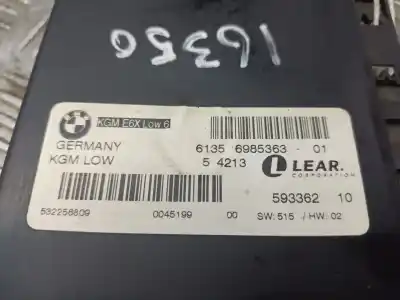 16350
KGM E6X Low 6
GERMANY 6135 6985363 - 01
KGM LOW 5 4213
LEAR.
CORPORATION
593362 10
532256809 0045199 00 SW: 515 / HW: 02